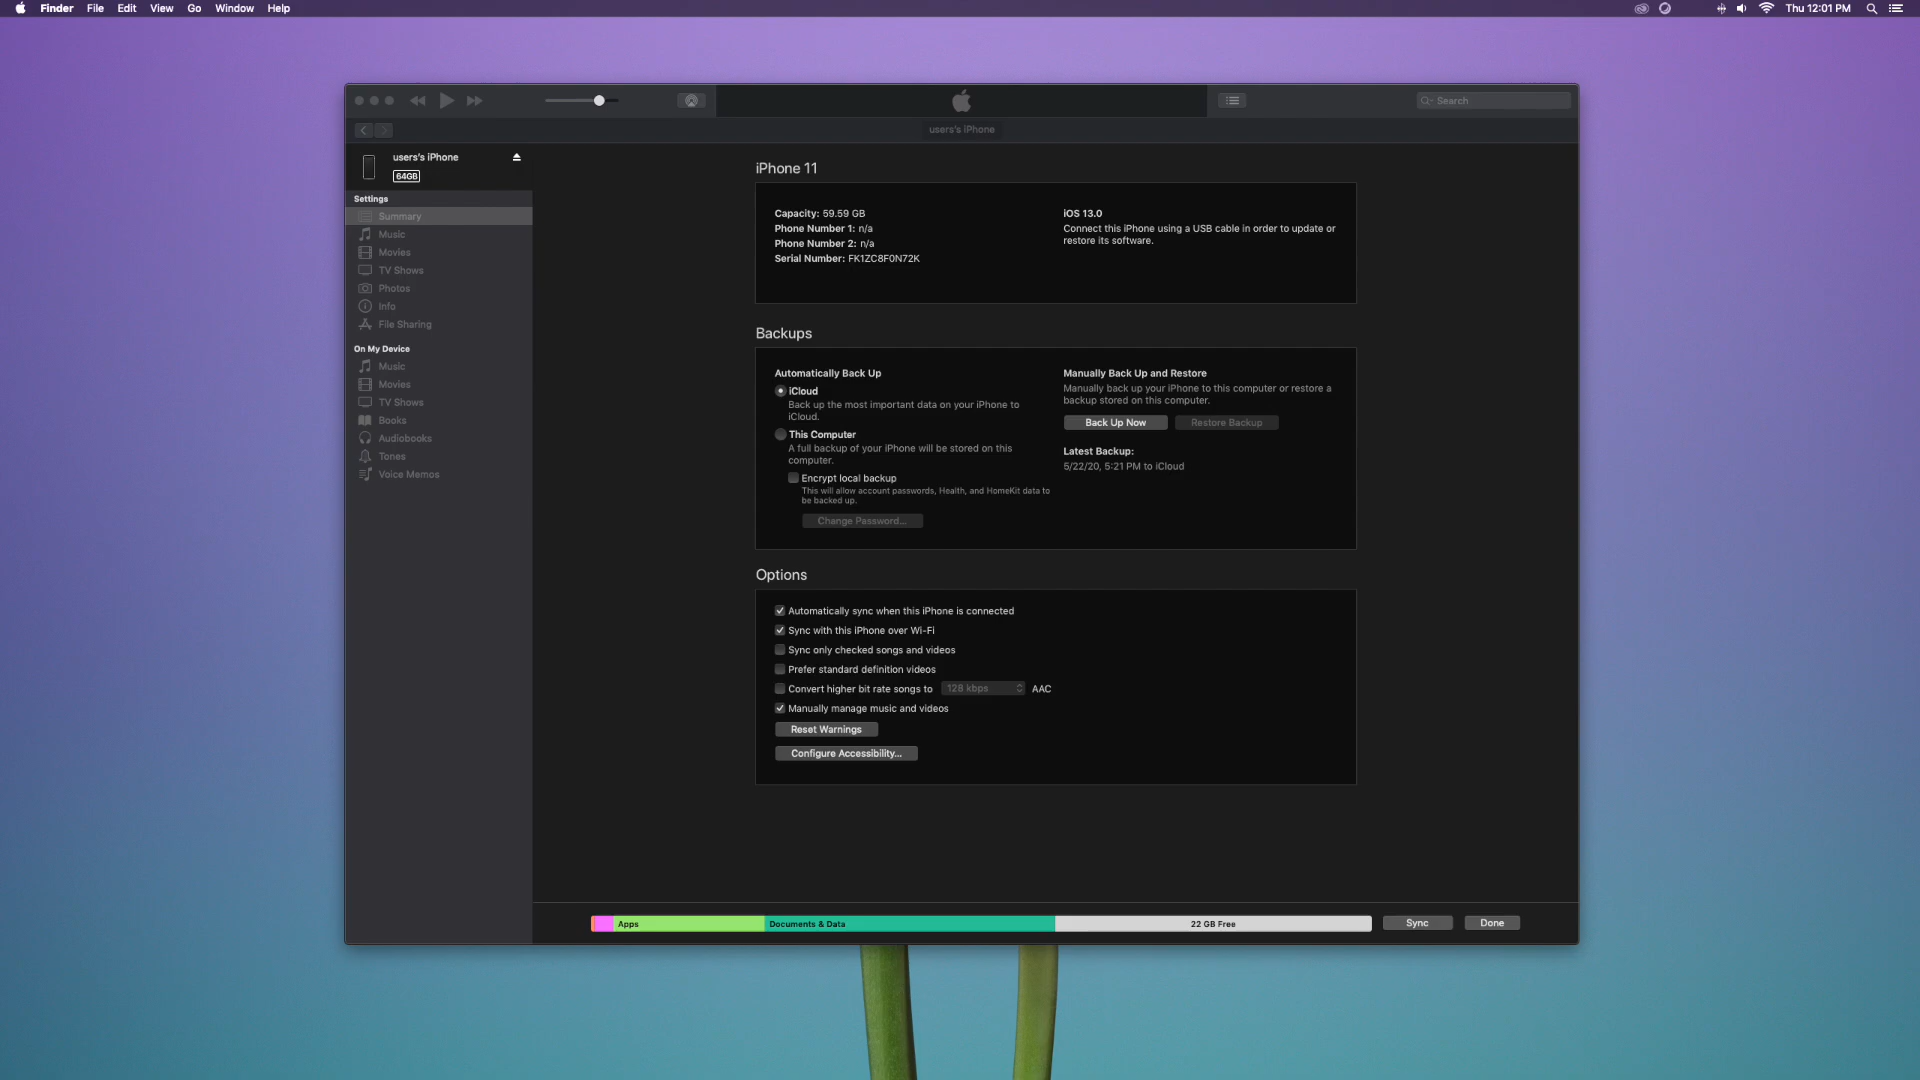 Finder File Edit View Go Window Help
Thu 12:01 PM
Search
users's iPhone
users's iPhone
64GB
Settings
Summary
Music
Movies
TV Shows
Photos
Info
File Sharing
On My Device
Music
Movies
TV Shows
Books
Audiobooks
Tones
Voice Memos
iPhone 11
Capacity: 59.59 GB
Phone Number 1: n/a
Phone Number 2: n/a
Serial Number: FK1ZC8F0N72K
iOS 13.0
Connect this iPhone using a USB cable in order to update or
restore its software.
Backups
Automatically Back Up
iCloud
Back up the most important data on your iPhone to
iCloud.
This Computer
A full backup of your iPhone will be stored on this
computer.
Encrypt local backup
This will allow account passwords, Health, and HomeKit data to
be backed up.
Change Password...
Manually Back Up and Restore
Manually back up your iPhone to this computer or restore a
backup stored on this computer.
Back Up Now
Restore Backup
Latest Backup:
5/22/20, 5:21 PM to iCloud
Options
Automatically sync when this iPhone is connected
Sync with this iPhone over Wi-Fi
Sync only checked songs and videos
Prefer standard definition videos
Convert higher bit rate songs to 128 kbps AAC
Manually manage music and videos
Reset Warnings
Configure Accessibility...
Apps
Documents & Data
22 GB Free
Sync
Done